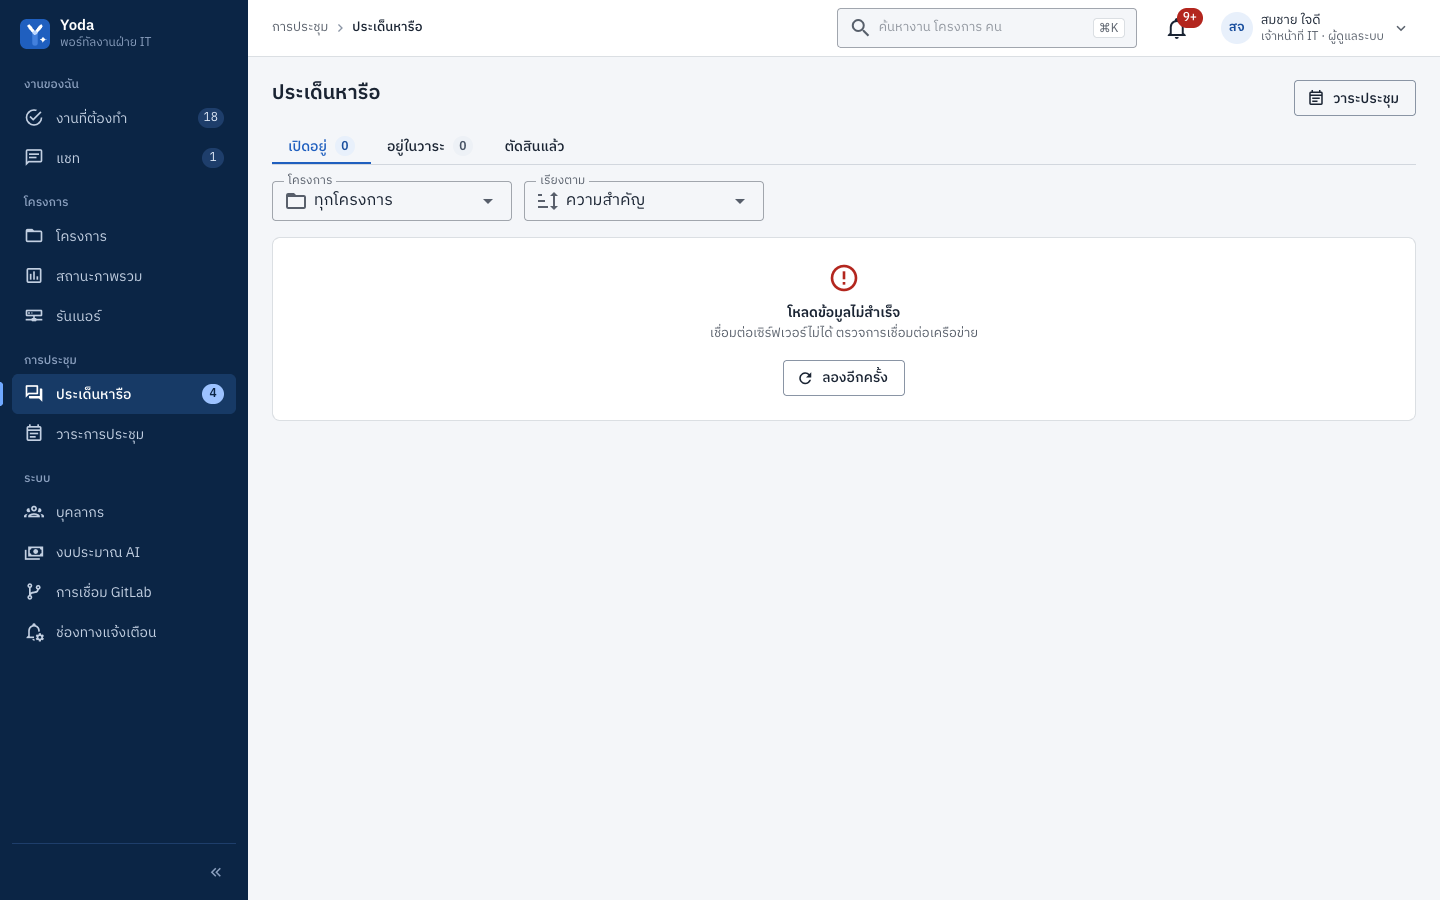 Yoda
พอร์ทัลงานฝ่าย IT
งานของฉัน
งานที่ต้องทำ 18
แชท 1
โครงการ
โครงการ
สถานะภาพรวม
รันเนอร์
การประชุม
ประเด็นหารือ 4
วาระการประชุม
ระบบ
บุคลากร
งบประมาณ AI
การเชื่อม GitLab
ช่องทางแจ้งเตือน
การประชุม > ประเด็นหารือ
ค้นหางาน โครงการ คน ⌘K
9+
สจ
สมชาย ใจดี
เจ้าหน้าที่ IT · ผู้ดูแลระบบ
ประเด็นหารือ
วาระประชุม
เปิดอยู่ 0 อยู่ในวาระ 0 ตัดสินแล้ว
โครงการ
ทุกโครงการ
เรียงตาม
ความสำคัญ
โหลดข้อมูลไม่สำเร็จ
เชื่อมต่อเซิร์ฟเวอร์ไม่ได้ ตรวจการเชื่อมต่อเครือข่าย
ลองอีกครั้ง